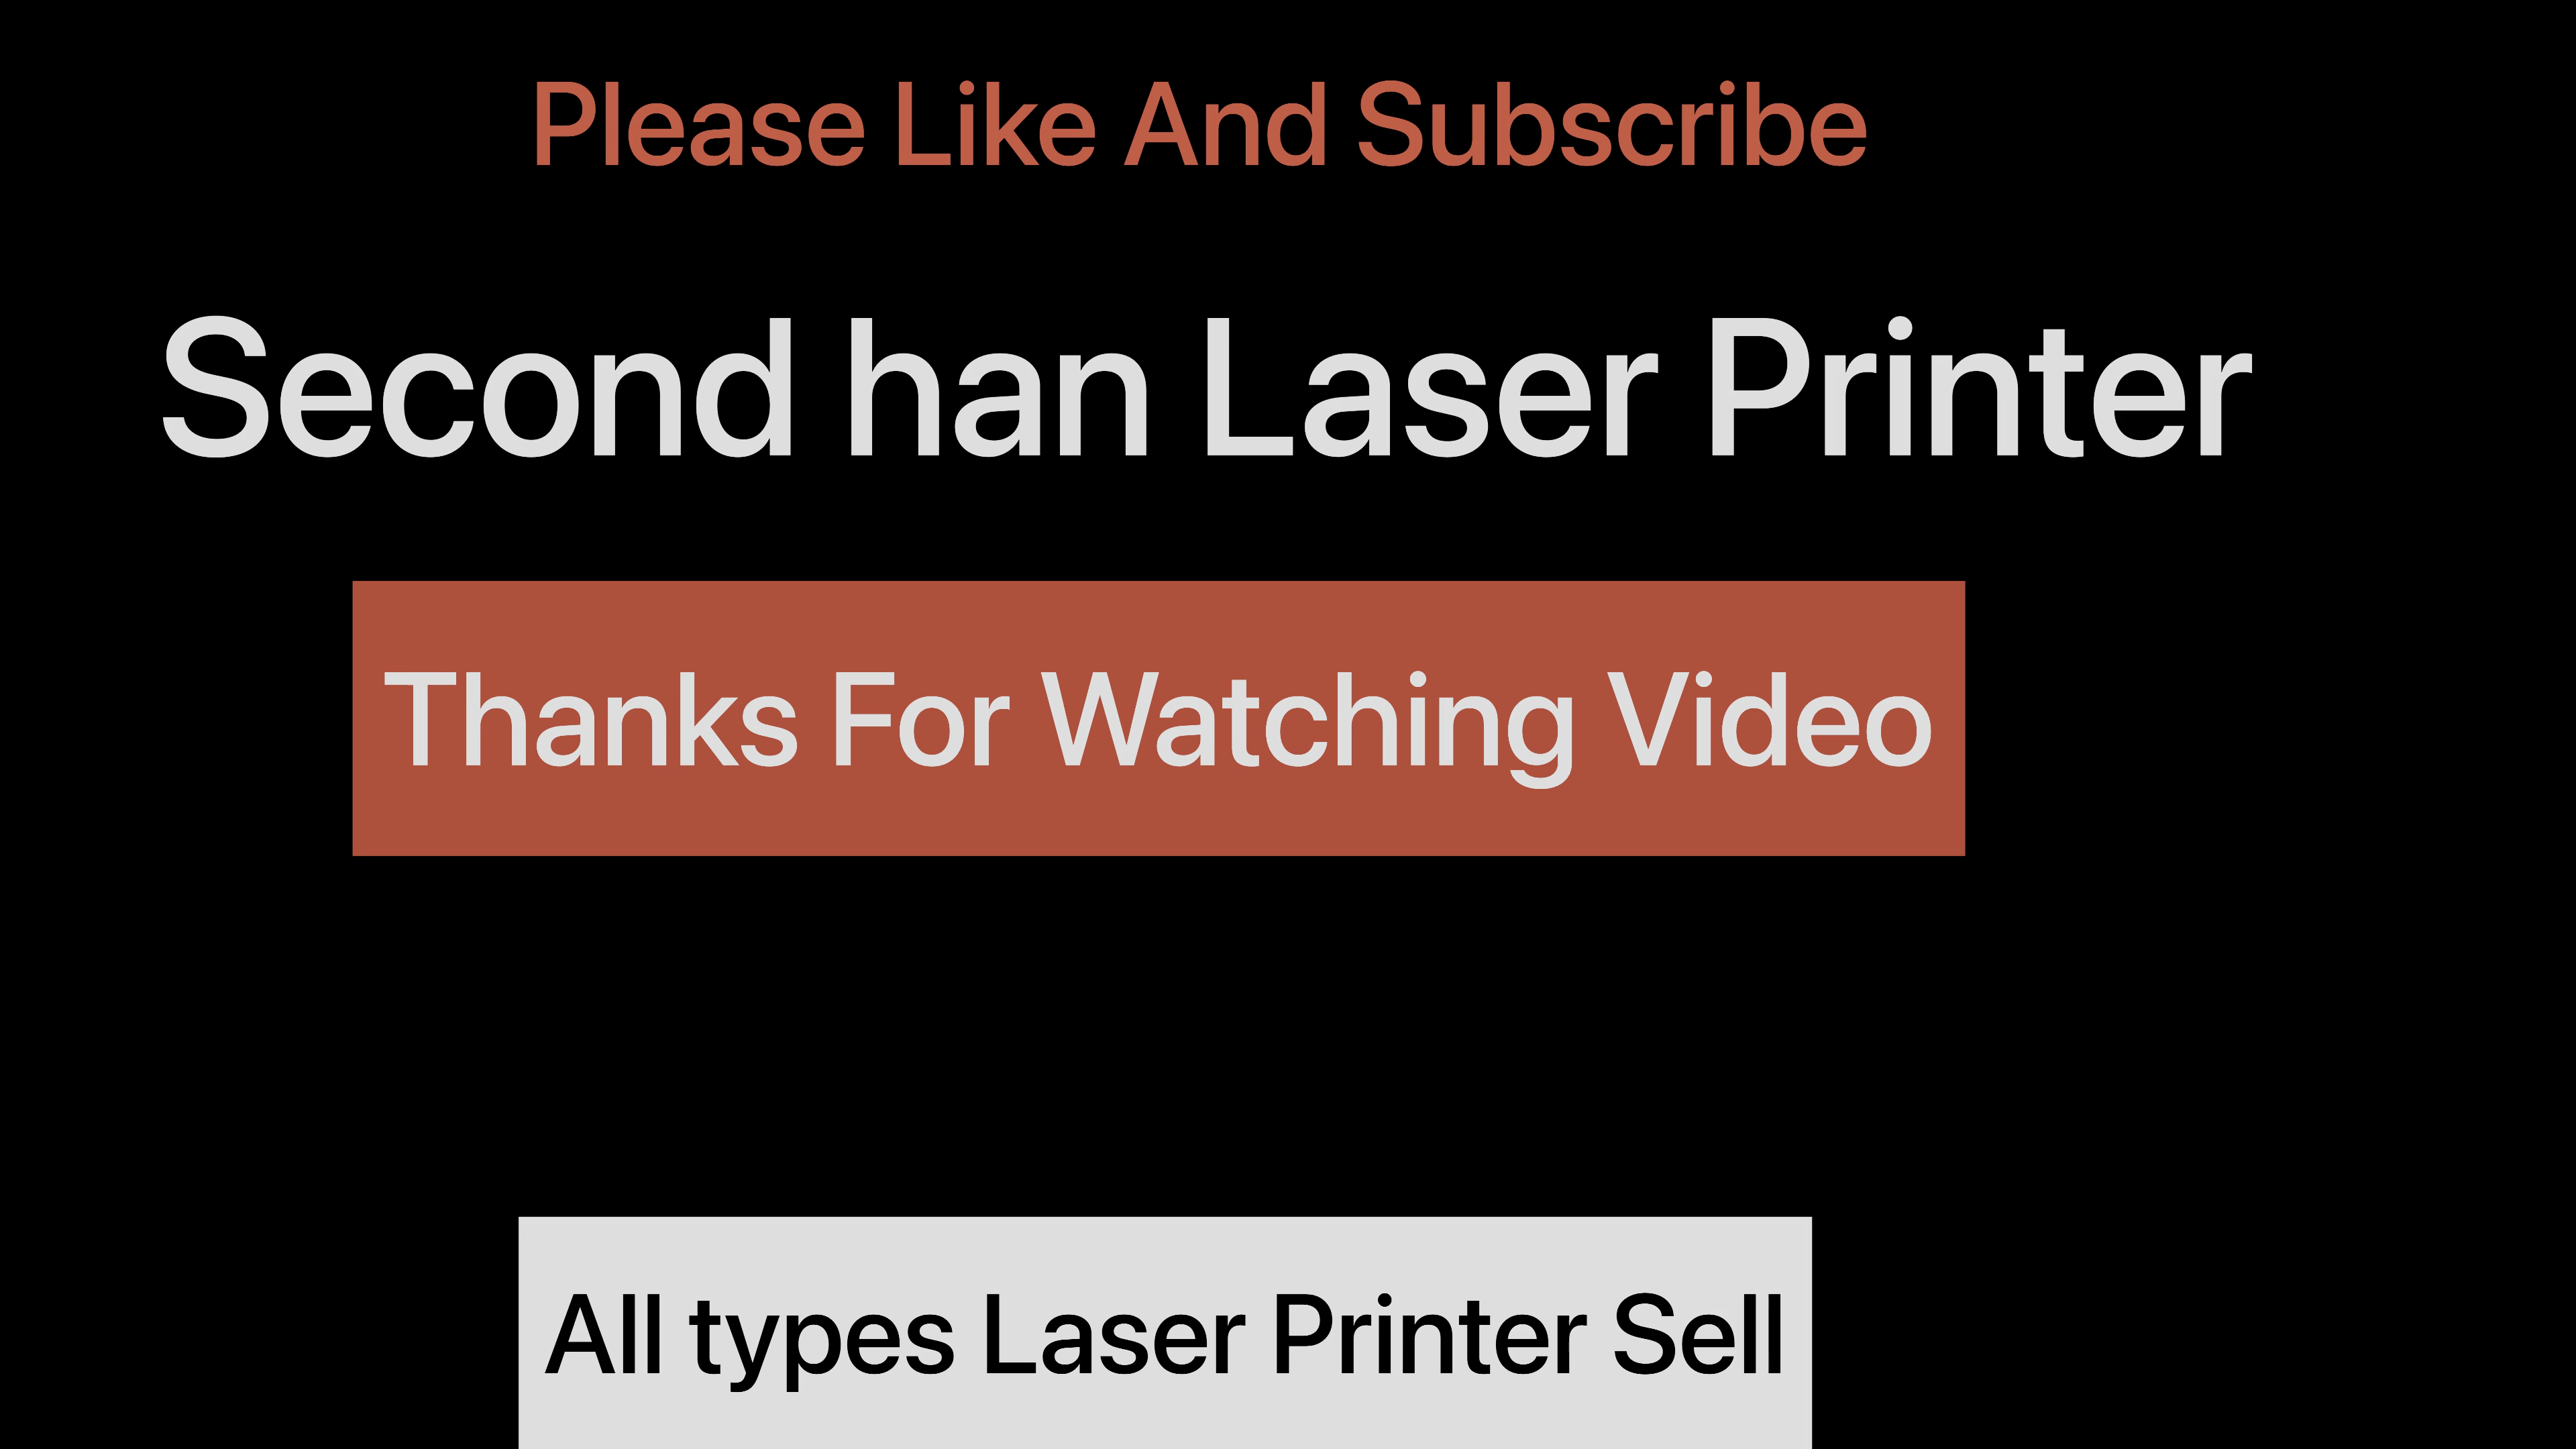 Please Like And Subscribe
Second han Laser Printer
Thanks For Watching Video
All types Laser Printer Sell